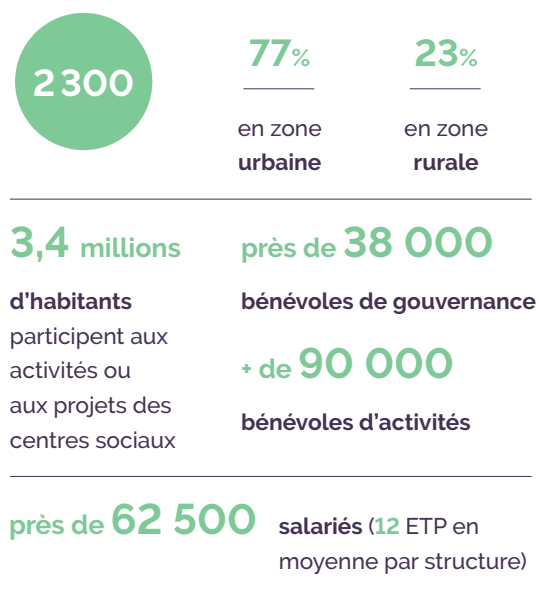 2 300
77%
en zone
urbaine
23%
en zone
rurale
3,4 millions
d'habitants
participent aux
activités ou
aux projets des
centres sociaux
près de 38 000
bénévoles de gouvernance
+ de 90 000
bénévoles d'activités
près de 62 500
salariés (12 ETP en
moyenne par structure)